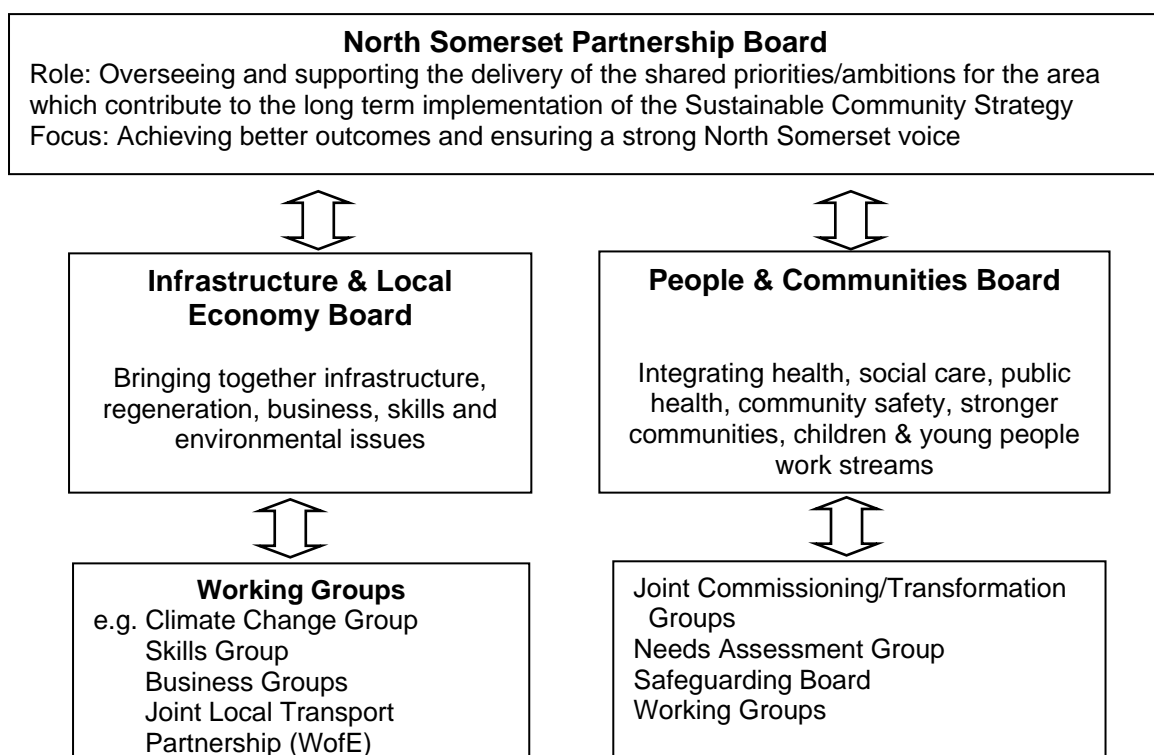 North Somerset Partnership Board
Role: Overseeing and supporting the delivery of the shared priorities/ambitions for the area
which contribute to the long term implementation of the Sustainable Community Strategy
Focus: Achieving better outcomes and ensuring a strong North Somerset voice
Infrastructure & Local
Economy Board
Bringing together infrastructure,
regeneration, business, skills and
environmental issues
People & Communities Board
Integrating health, social care, public
health, community safety, stronger
communities, children & young people
work streams
Working Groups
e.g. Climate Change Group
Skills Group
Business Groups
Joint Local Transport
Partnership (WofE)
Joint Commissioning/Transformation
Groups
Needs Assessment Group
Safeguarding Board
Working Groups